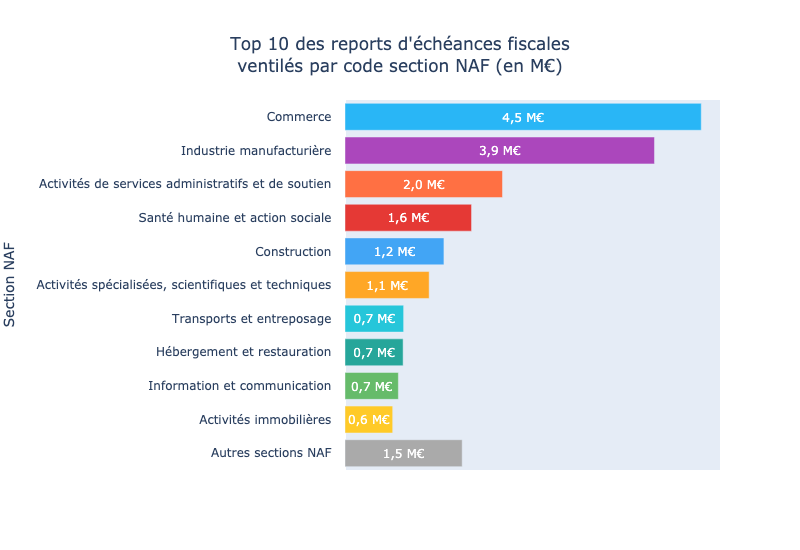 Top 10 des reports d'échéances fiscales
ventilés par code section NAF (en M€)
Section NAF
Commerce 4,5 M€
Industrie manufacturière 3,9 M€
Activités de services administratifs et de soutien 2,0 M€
Santé humaine et action sociale 1,6 M€
Construction 1,2 M€
Activités spécialisées, scientifiques et techniques 1,1 M€
Transports et entreposage 0,7 M€
Hébergement et restauration 0,7 M€
Information et communication 0,7 M€
Activités immobilières 0,6 M€
Autres sections NAF 1,5 M€